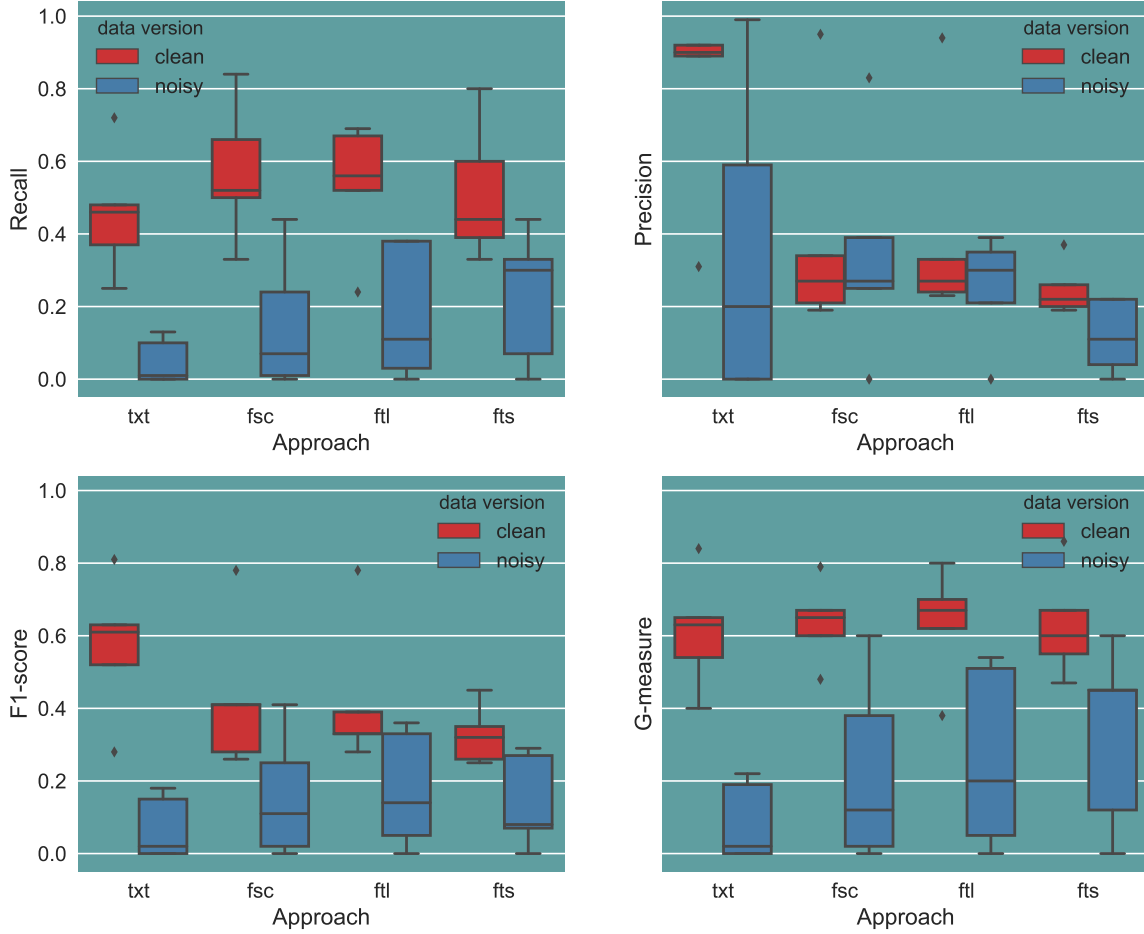 1.0
0.8
0.6
0.4
0.2
0.0
Recall
data version
clean
noisy
txt fsc ftl fts
Approach
Precision
data version
clean
noisy
txt fsc ftl fts
Approach
1.0
0.8
0.6
0.4
0.2
0.0
F1-score
data version
clean
noisy
txt fsc ftl fts
Approach
G-measure
data version
clean
noisy
txt fsc ftl fts
Approach